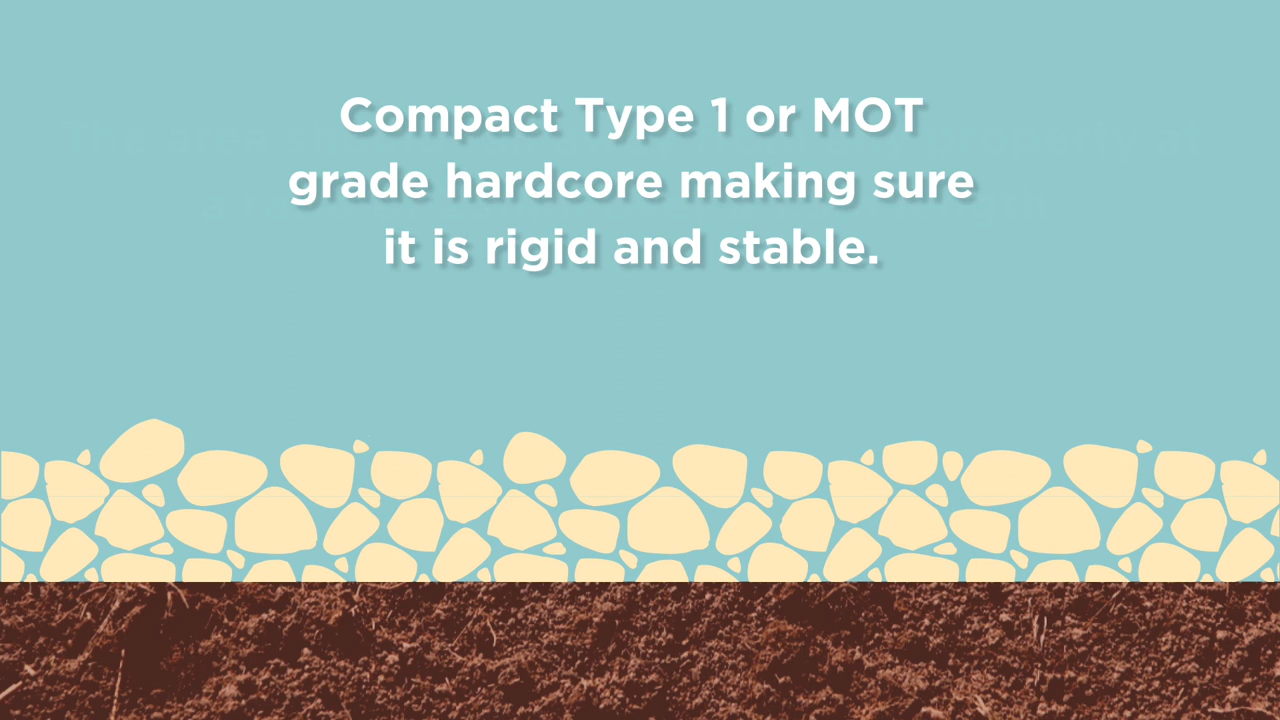 Compact Type 1 or MOT
grade hardcore making sure
it is rigid and stable.